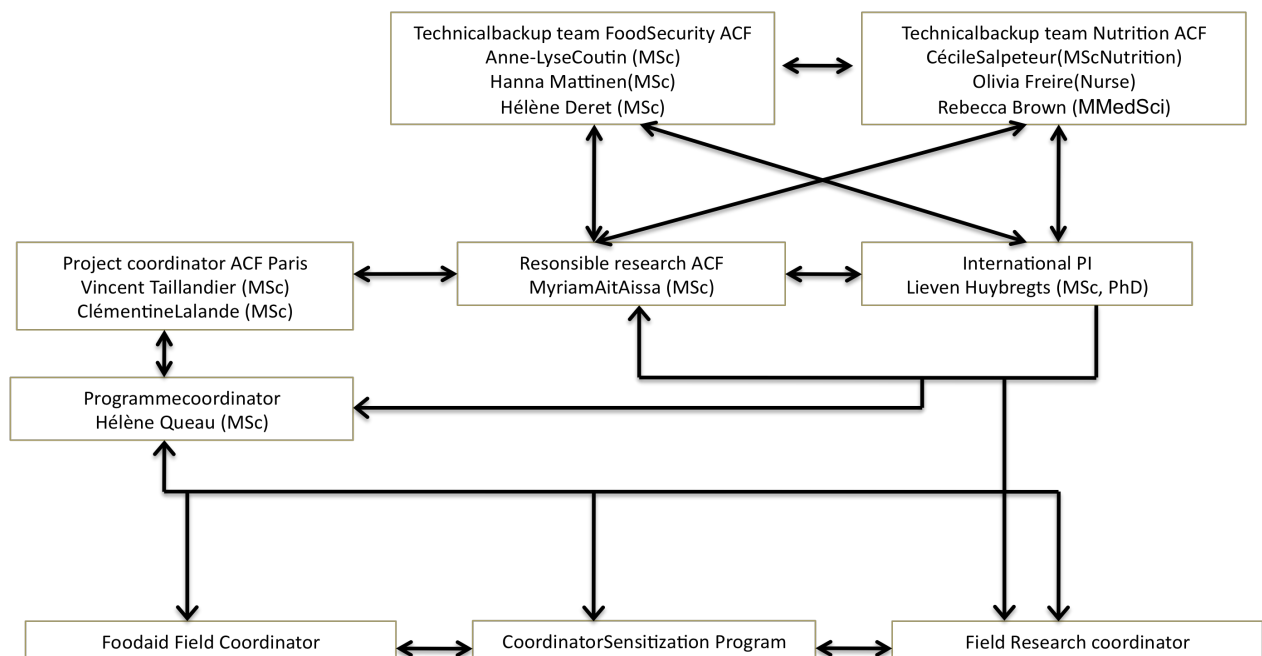 Technicalbackup team FoodSecurity ACF
Anne-LyseCoutin (MSc)
Hanna Mattinen(MSc)
Hélène Deret (MSc)
Technicalbackup team Nutrition ACF
CécileSalpeteur(MScNutrition)
Olivia Freire(Nurse)
Rebecca Brown (MMedSci)
Project coordinator ACF Paris
Vincent Taillandier (MSc)
ClémentineLalande (MSc)
Resonsible research ACF
MyriamAitAissa (MSc)
International PI
Lieven Huybregts (MSc, PhD)
Programmecoordinator
Hélène Queau (MSc)
Foodaid Field Coordinator
CoordinatorSensitization Program
Field Research coordinator